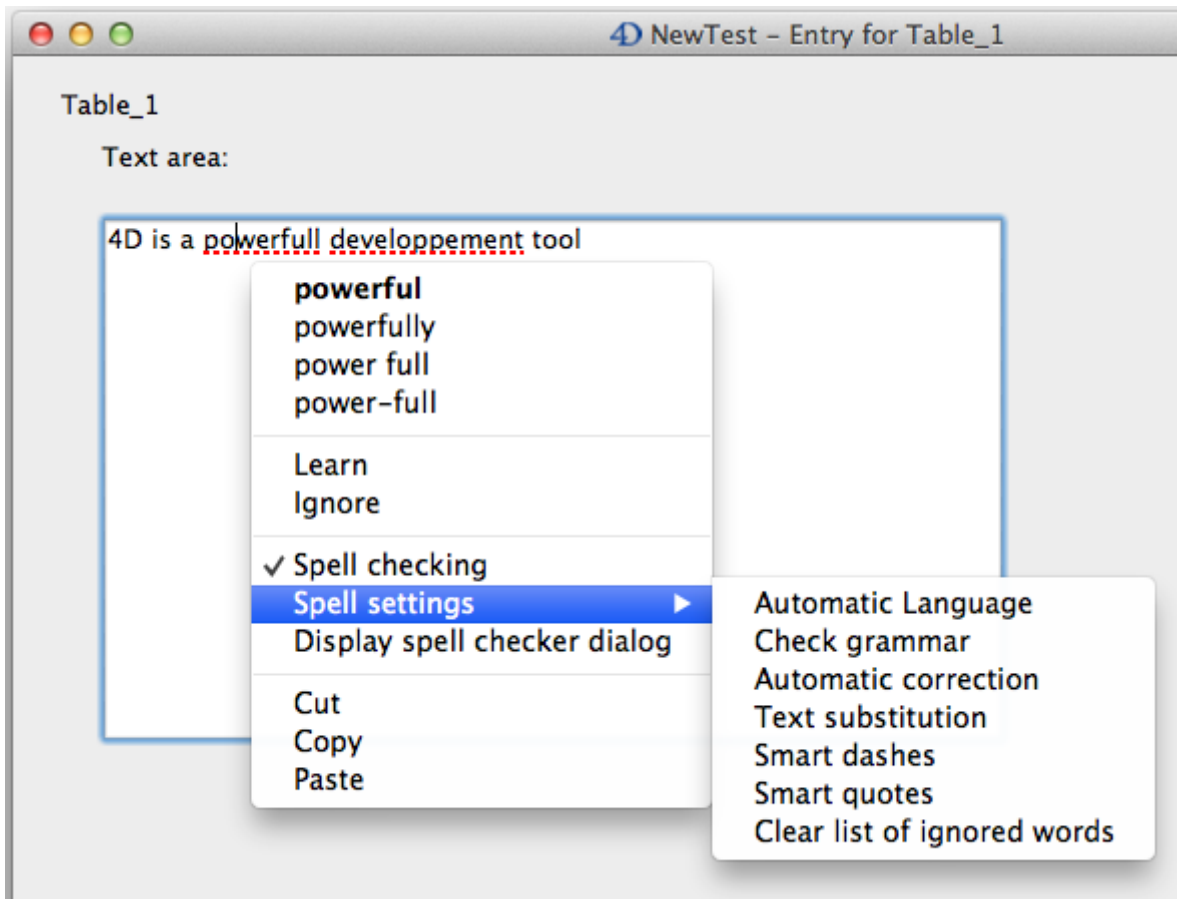 4D NewTest – Entry for Table_1
Table_1
Text area:
4D is a powerfull developpement tool
powerful
powerfully
power full
power-full
Learn
Ignore
✓ Spell checking
Spell settings
Display spell checker dialog
Cut
Copy
Paste
Automatic Language
Check grammar
Automatic correction
Text substitution
Smart dashes
Smart quotes
Clear list of ignored words